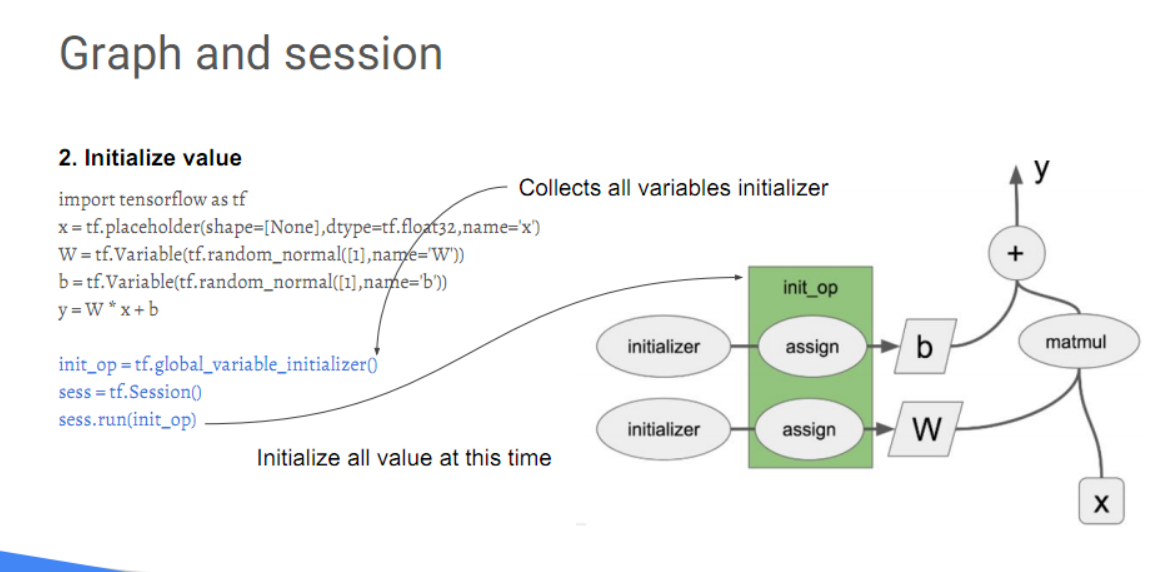 Graph and session
2. Initialize value
import tensorflow as tf
x = tf.placeholder(shape=[None],dtype=tf.float32,name='x')
W = tf.Variable(tf.random_normal([1],name='W'))
b = tf.Variable(tf.random_normal([1],name='b'))
y = W * x + b
init_op = tf.global_variable_initializer()
sess = tf.Session()
sess.run(init_op)
Collects all variables initializer
Initialize all value at this time
y
+
init_op
initializer
assign
b
matmul
initializer
assign
W
x